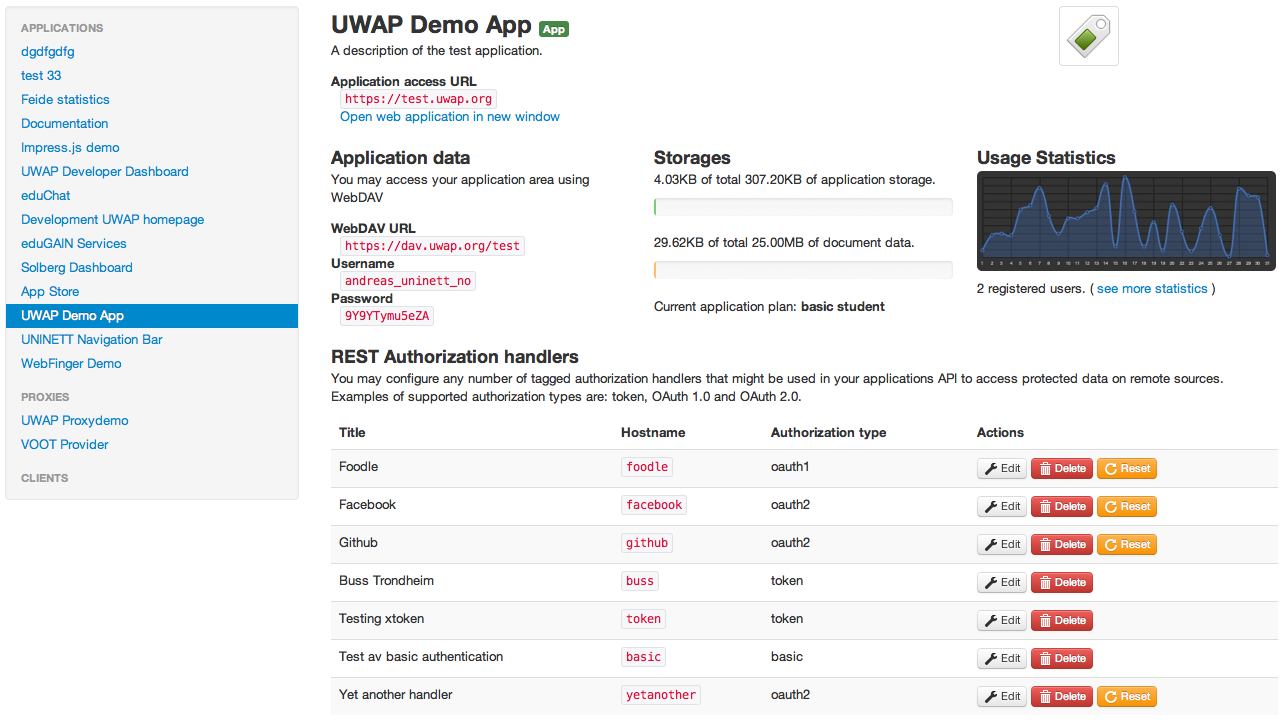 APPLICATIONS
dgdfgdfg
test 33
Feide statistics
Documentation
Impress.js demo
UWAP Developer Dashboard
eduChat
Development UWAP homepage
eduGAIN Services
Solberg Dashboard
App Store
UWAP Demo App
UNINETT Navigation Bar
WebFinger Demo
PROXIES
UWAP Proxydemo
VOOT Provider
CLIENTS
UWAP Demo App App
A description of the test application.
Application access URL
https://test.uwap.org
Open web application in new window
Application data
You may access your application area using
WebDAV
WebDAV URL
https://dav.uwap.org/test
Username
andreas_uninett_no
Password
9Y9YTymu5eZA
Storages
4.03KB of total 307.20KB of application storage.
29.62KB of total 25.00MB of document data.
Current application plan: basic student
Usage Statistics
1 2 3 4 5 6 7 8 9 10 11 12 13 14 15 16 17 18 19 20 21 22 23 24 25 26 27 28 29 30 31
2 registered users. ( see more statistics )
REST Authorization handlers
You may configure any number of tagged authorization handlers that might be used in your applications API to access protected data on remote sources.
Examples of supported authorization types are: token, OAuth 1.0 and OAuth 2.0.
Title Hostname Authorization type Actions
Foodle foodle oauth1 Edit Delete Reset
Facebook facebook oauth2 Edit Delete Reset
Github github oauth2 Edit Delete Reset
Buss Trondheim buss token Edit Delete
Testing xtoken token token Edit Delete
Test av basic authentication basic basic Edit Delete
Yet another handler yetanother oauth2 Edit Delete Reset